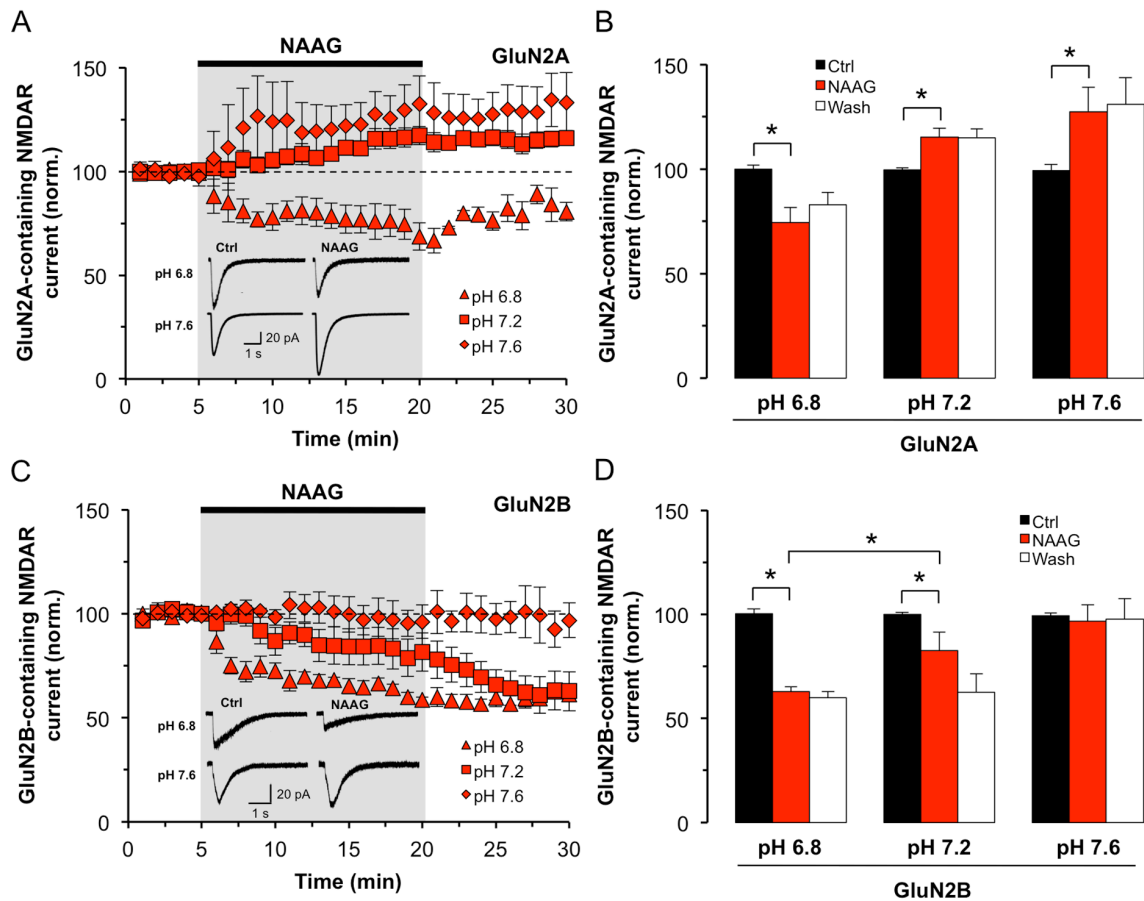 A
NAAG
GluN2A
GluN2A-containing NMDAR
current (norm.)
150
100
50
0
Ctrl
NAAG
pH 6.8
pH 7.6
20 pA
1 s
pH 6.8
pH 7.2
pH 7.6
0 5 10 15 20 25 30
Time (min)
B
GluN2A-containing NMDAR
current (norm.)
150
100
50
0
Ctrl
NAAG
Wash
*
*
*
pH 6.8 pH 7.2 pH 7.6
GluN2A
C
NAAG
GluN2B
GluN2B-containing NMDAR
current (norm.)
150
100
50
0
Ctrl
NAAG
pH 6.8
pH 7.6
20 pA
1 s
pH 6.8
pH 7.2
pH 7.6
0 5 10 15 20 25 30
Time (min)
D
GluN2B-containing NMDAR
current (norm.)
150
100
50
0
Ctrl
NAAG
Wash
*
*
*
pH 6.8 pH 7.2 pH 7.6
GluN2B